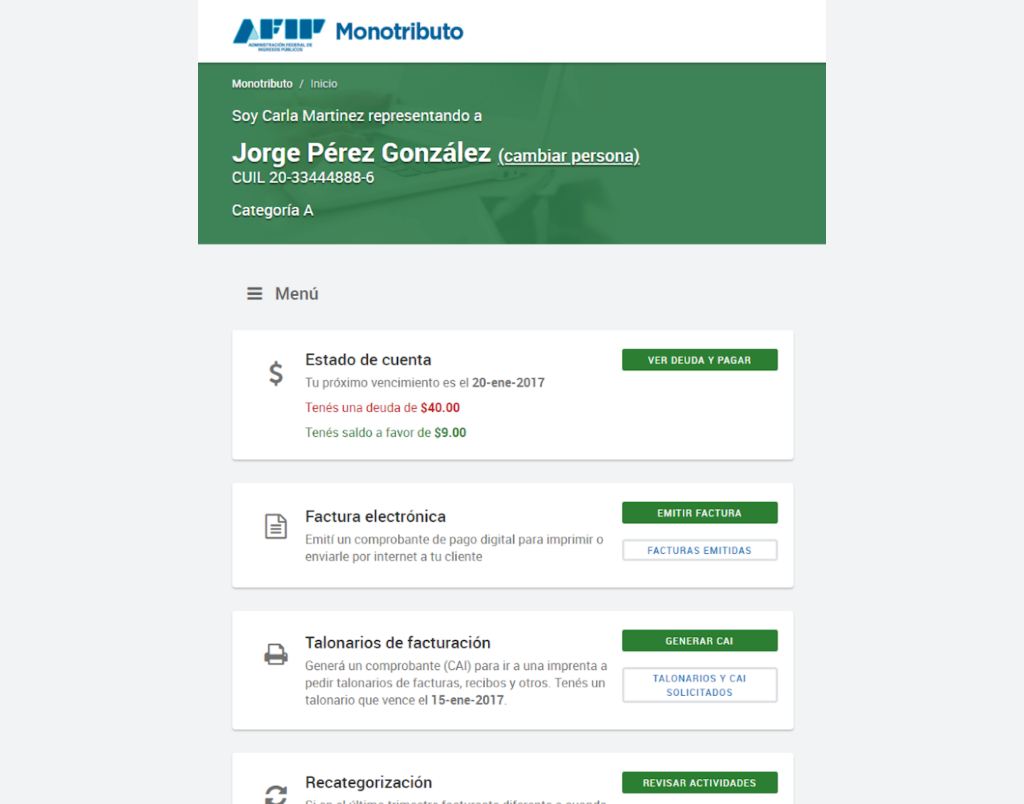 AFIP Monotributo
ADMINISTRACIÓN FEDERAL DE
INGRESOS PÚBLICOS
Monotributo / Inicio
Soy Carla Martinez representando a
Jorge Pérez González (cambiar persona)
CUIL 20-33444888-6
Categoría A
Menú
$
Estado de cuenta
VER DEUDA Y PAGAR
Tu próximo vencimiento es el 20-ene-2017
Tenés una deuda de $40.00
Tenés saldo a favor de $9.00
Factura electrónica
EMITIR FACTURA
Emití un comprobante de pago digital para imprimir o
enviarle por internet a tu cliente
FACTURAS EMITIDAS
Talonarios de facturación
GENERAR CAI
Generá un comprobante (CAI) para ir a una imprenta a
pedir talonarios de facturas, recibos y otros. Tenés un
talonario que vence el 15-ene-2017.
TALONARIOS Y CAI
SOLICITADOS
Recategorización
REVISAR ACTIVIDADES